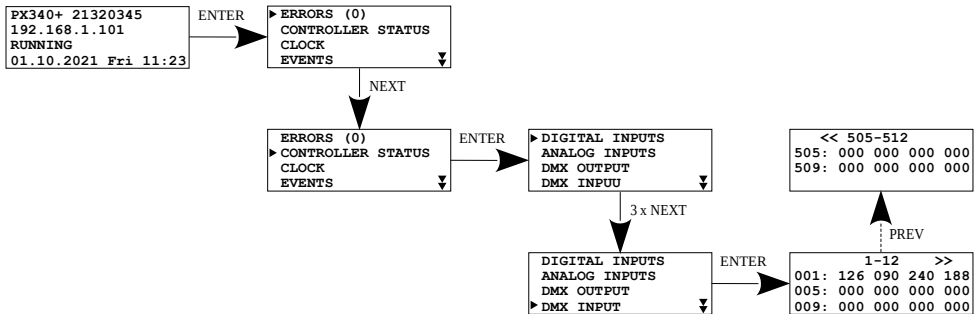 PX340+ 21320345
192.168.1.101
RUNNING
01.10.2021 Fri 11:23
ENTER
ERRORS (0)
CONTROLLER STATUS
CLOCK
EVENTS
NEXT
ERRORS (0)
CONTROLLER STATUS
CLOCK
EVENTS
ENTER
DIGITAL INPUTS
ANALOG INPUTS
DMX OUTPUT
DMX INPUU
3 x NEXT
DIGITAL INPUTS
ANALOG INPUTS
DMX OUTPUT
DMX INPUT
ENTER
1-12 >>
001: 126 090 240 188
005: 000 000 000 000
009: 000 000 000 000
PREV
<< 505-512
505: 000 000 000 000
509: 000 000 000 000